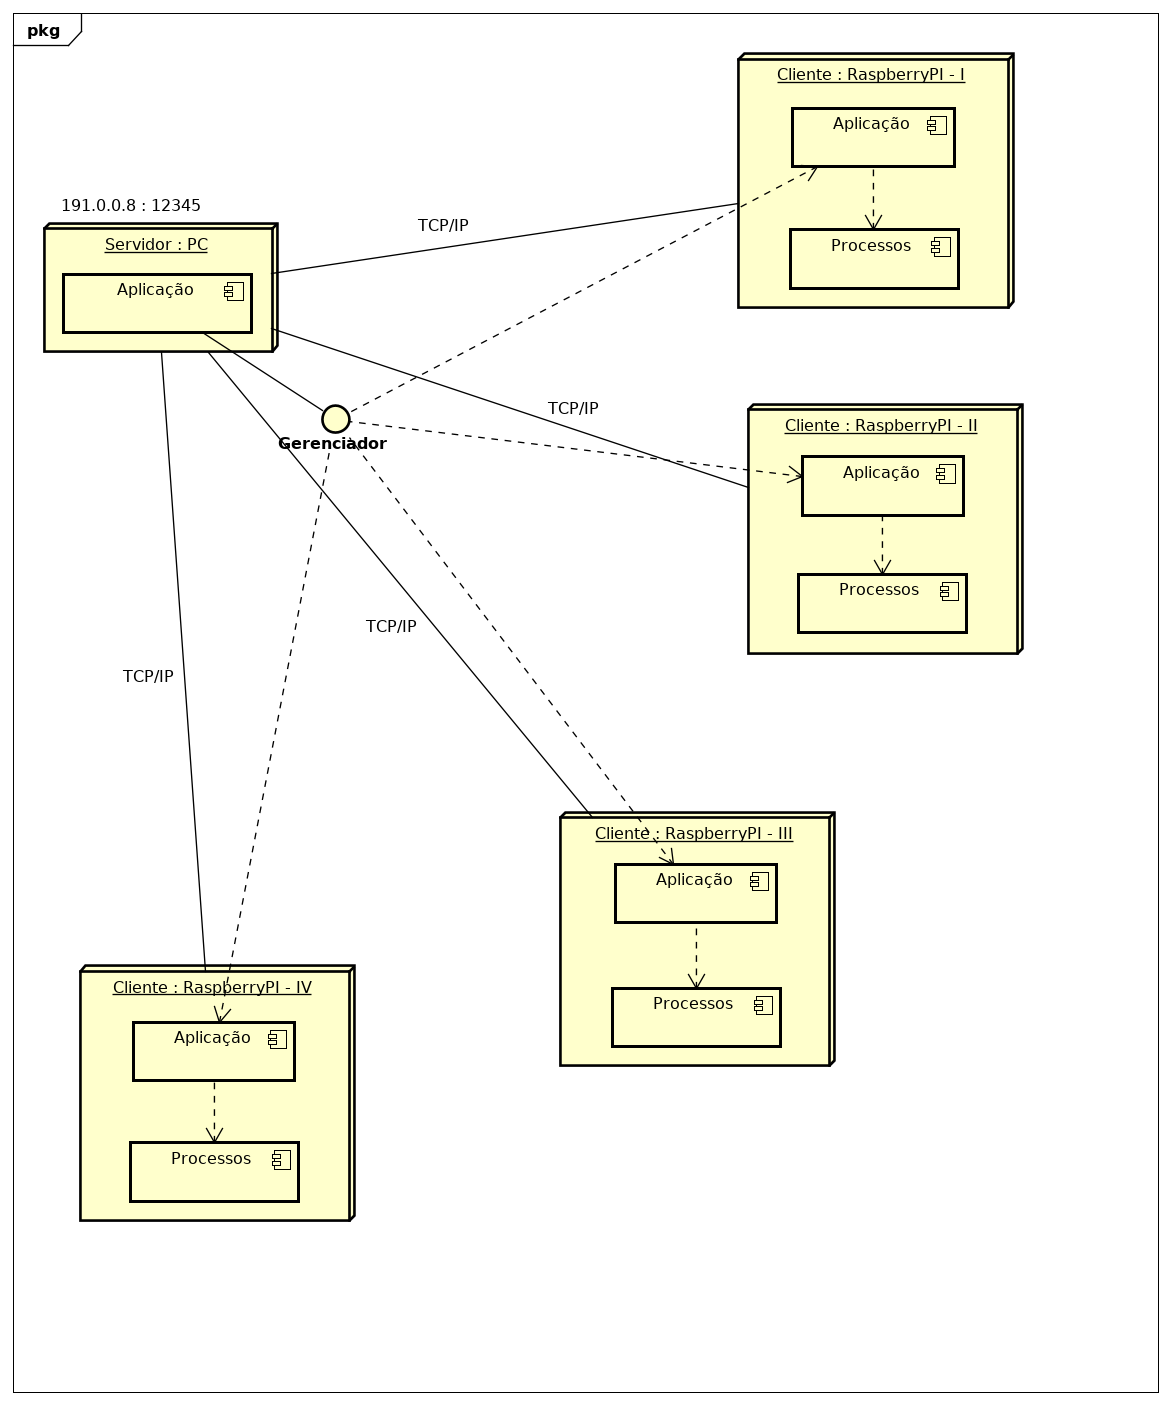 pkg
Cliente : RaspberryPI - I
Aplicação
Processos
191.0.0.8 : 12345
Servidor : PC
Aplicação
TCP/IP
TCP/IP
Gerenciador
Cliente : RaspberryPI - II
Aplicação
Processos
TCP/IP
TCP/IP
Cliente : RaspberryPI - III
Aplicação
Processos
Cliente : RaspberryPI - IV
Aplicação
Processos